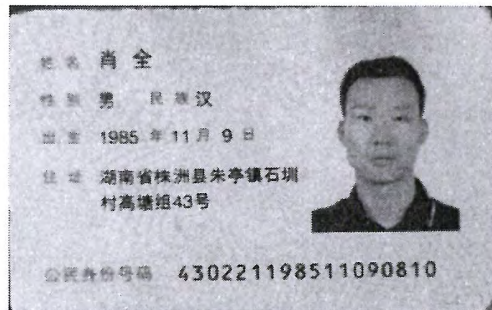 姓名 肖全
性别 男 民族 汉
出生 1985 年 11 月 9 日
住址 湖南省株洲县朱亭镇石圳
村高塘组43号
公民身份号码 430221198511090810